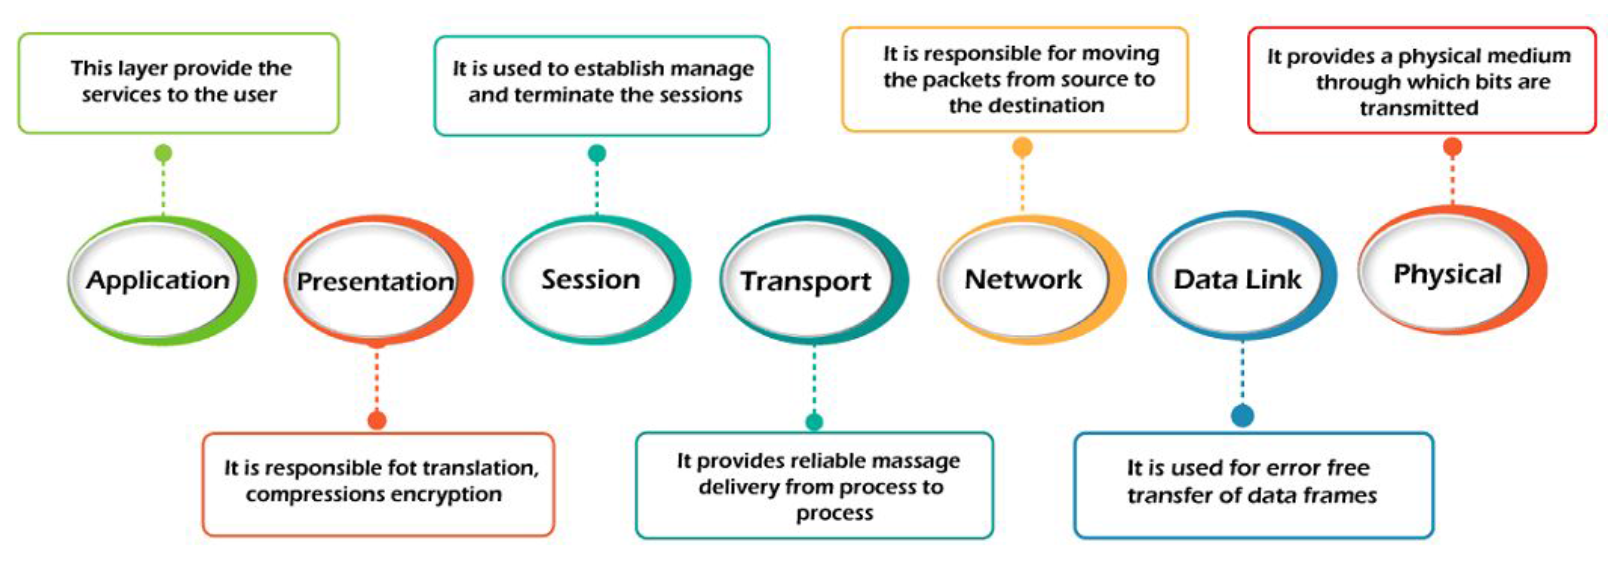 This layer provide the
services to the user
It is used to establish manage
and terminate the sessions
It is responsible for moving
the packets from source to
the destination
It provides a physical medium
through which bits are
transmitted
Application
Presentation
Session
Transport
Network
Data Link
Physical
It is responsible fot translation,
compressions encryption
It provides reliable massage
delivery from process to
process
It is used for error free
transfer of data frames